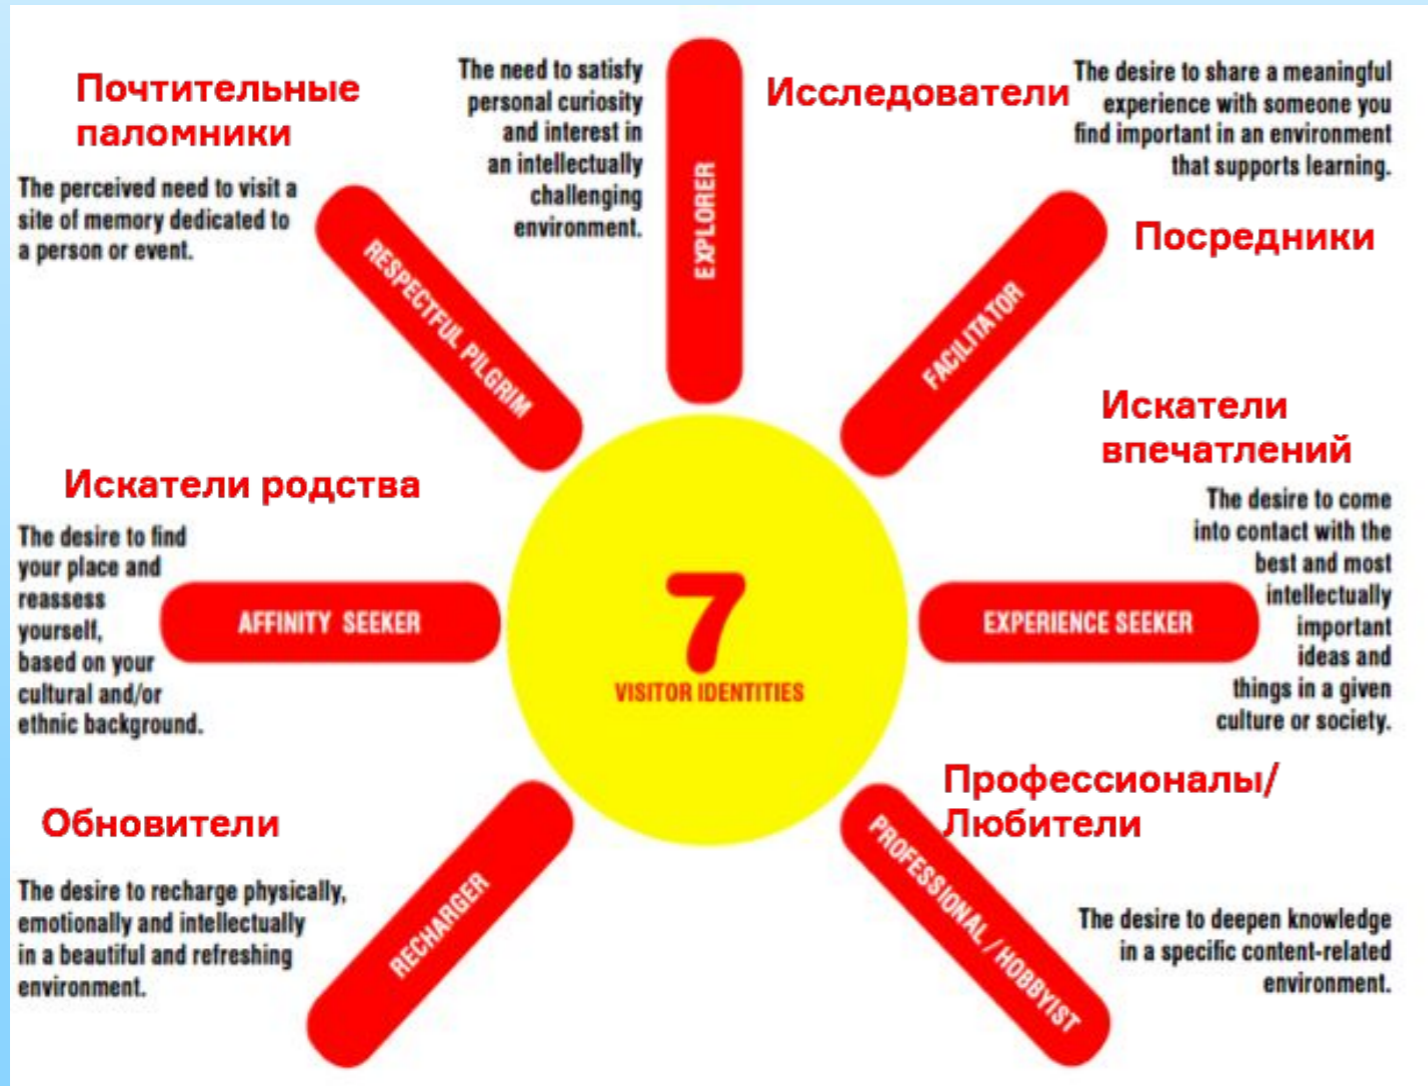 Почтительные
паломники
The perceived need to visit a
site of memory dedicated to
a person or event.
RESPECTFUL PILGRIM
The need to satisfy
personal curiosity
and interest in
an intellectually
challenging
environment.
EXPLORER
Исследователи
The desire to share a meaningful
experience with someone you
find important in an environment
that supports learning.
FACILITATOR
Посредники
Искатели родства
The desire to find
your place and
reassess
yourself,
based on your
cultural and/or
ethnic background.
AFFINITY SEEKER
7
VISITOR IDENTITIES
Искатели
впечатлений
The desire to come
into contact with the
best and most
intellectually
important
ideas and
things in a given
culture or society.
EXPERIENCE SEEKER
Обновители
The desire to recharge physically,
emotionally and intellectually
in a beautiful and refreshing
environment.
RECHARGER
Профессионалы/
Любители
PROFESSIONAL / HOBBYIST
The desire to deepen knowledge
in a specific content-related
environment.